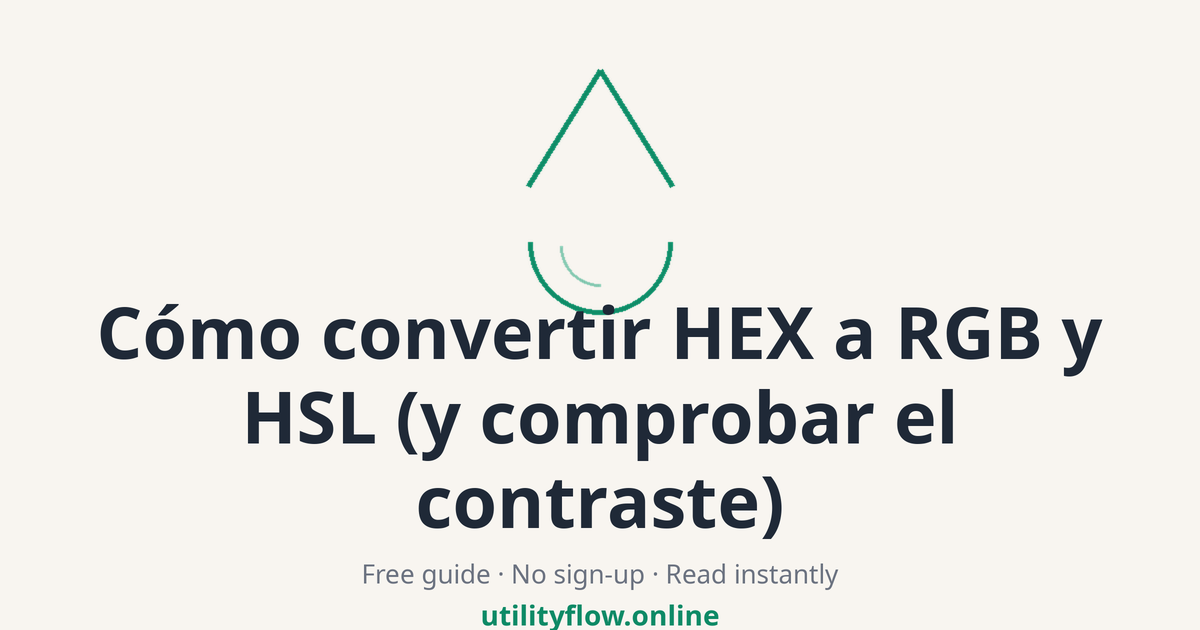 Cómo convertir HEX a RGB y
HSL (y comprobar el
contraste)
Free guide · No sign-up · Read instantly
utilityflow.online